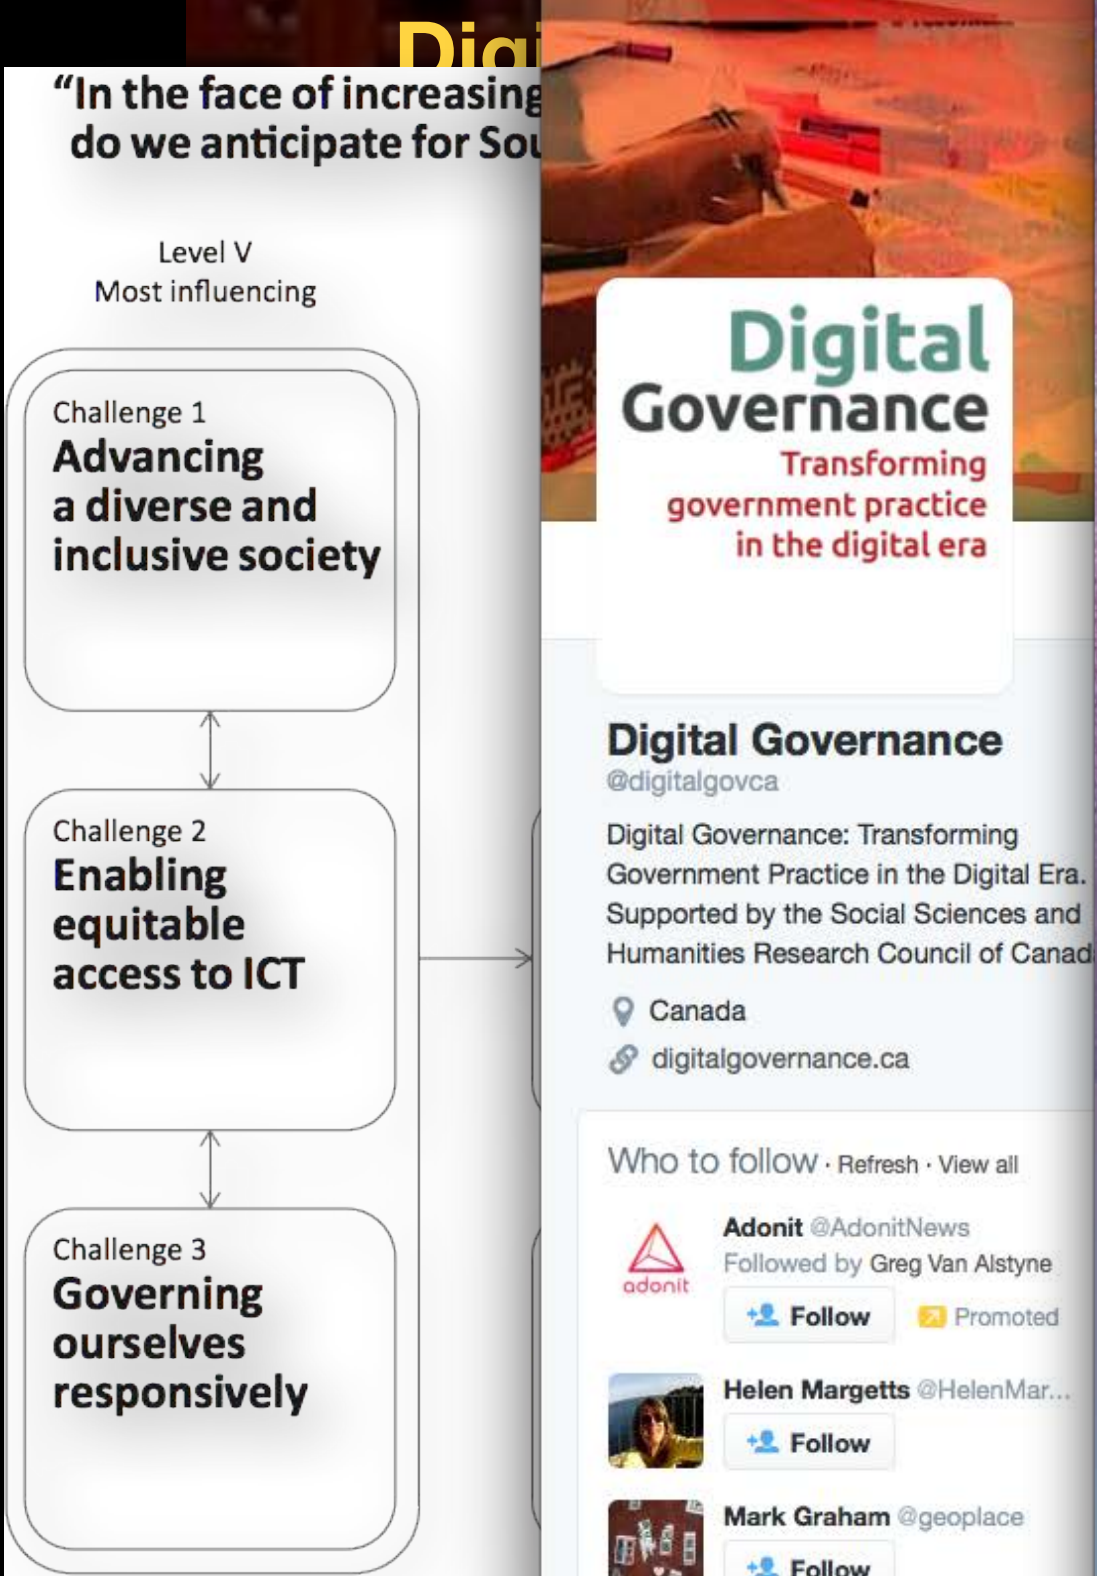 Digi
“In the face of increasing
do we anticipate for Sou
Level V
Most influencing
Challenge 1
Advancing
a diverse and
inclusive society
Challenge 2
Enabling
equitable
access to ICT
Challenge 3
Governing
ourselves
responsively
Digital
Governance
Transforming
government practice
in the digital era
Digital Governance
@digitalgovca
Digital Governance: Transforming
Government Practice in the Digital Era.
Supported by the Social Sciences and
Humanities Research Council of Canad
Canada
digitalgovernance.ca
Who to follow · Refresh · View all
adonit
Adonit @AdonitNews
Followed by Greg Van Alstyne
Follow Promoted
Helen Margetts @HelenMar...
Follow
Mark Graham @geoplace
Follow